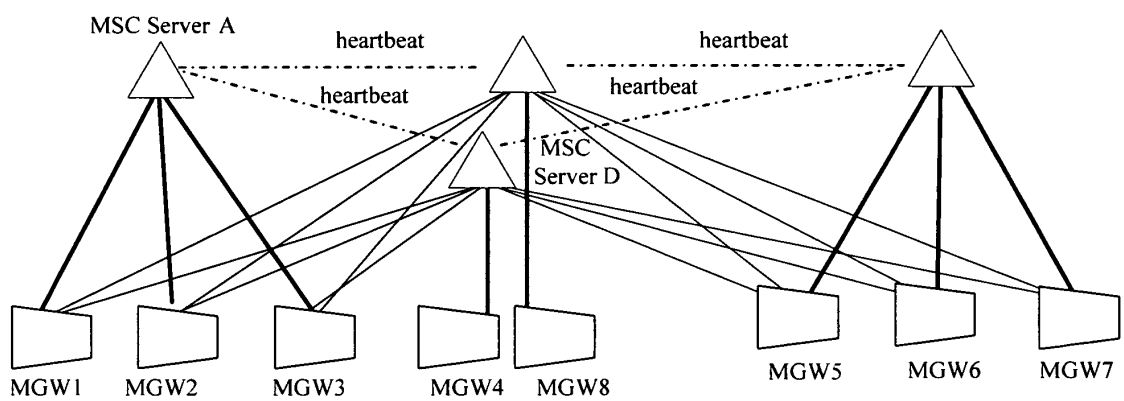 MSC Server A
heartbeat
heartbeat
heartbeat
heartbeat
MSC
Server D
MGW1
MGW2
MGW3
MGW4
MGW8
MGW5
MGW6
MGW7